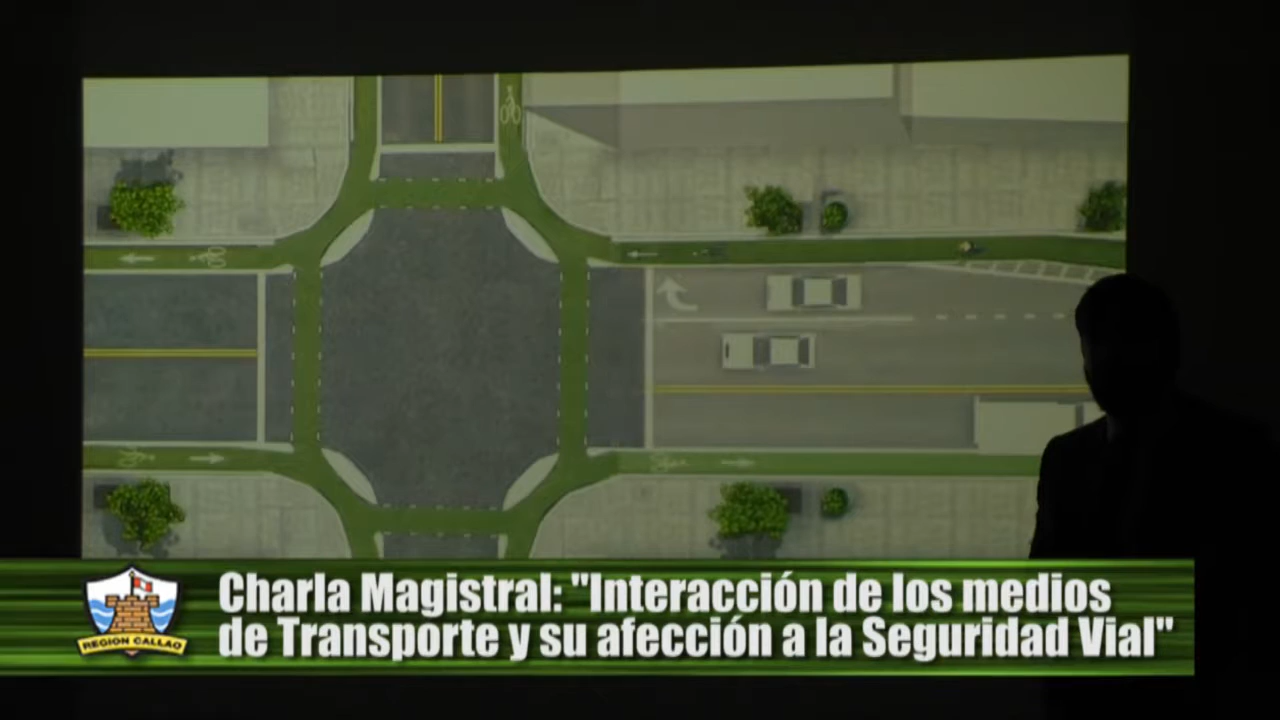 Charla Magistral: "Interacción de los medios
de Transporte y su afección a la Seguridad Vial"
REGION CALLAO